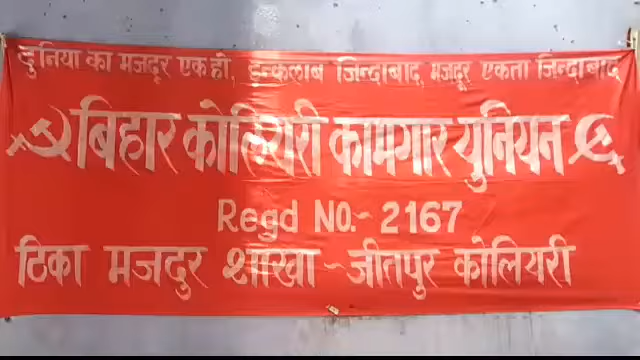 दुनिया का मजदूर एक हो, इन्कलाब जिन्दाबाद, मजदूर एकता जिन्दाबाद
बिहार कोलियरी कामगार युनियन
Regd NO.- 2167
ठिका मजदुर शाखा - जीतपुर कोलियरी